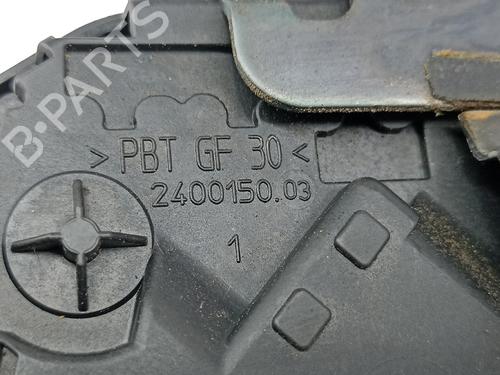 B-PARTS
> PBT GF 30 <
2400150.03
1